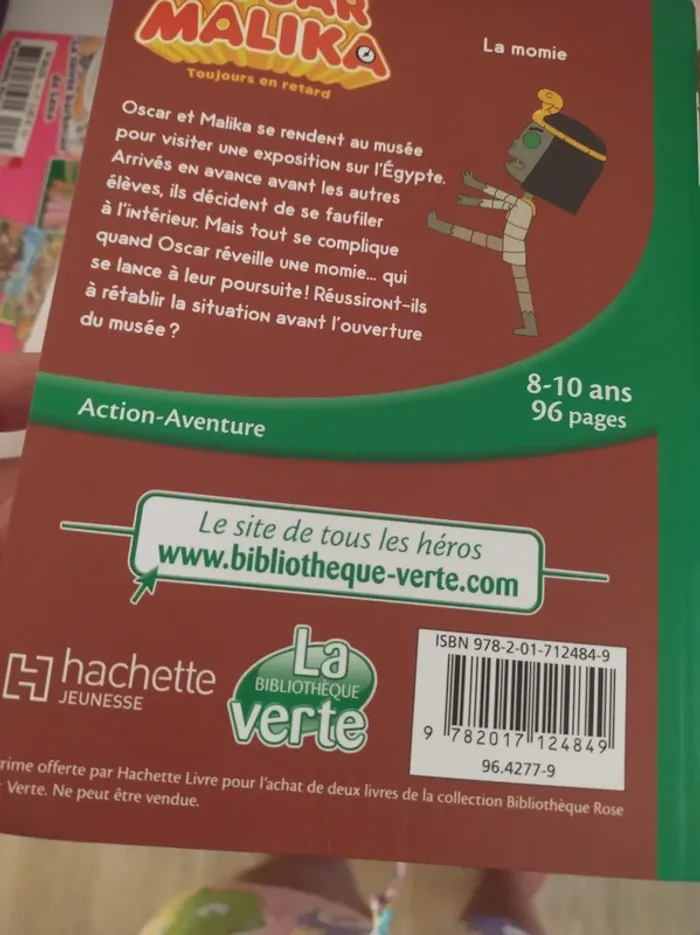 MALIKA
Toujours en retard
La momie
Oscar et Malika se rendent au musée
pour visiter une exposition sur l'Égypte.
Arrivés en avance avant les autres
élèves, ils décident de se faufiler
à l'intérieur. Mais tout se complique
quand Oscar réveille une momie... qui
se lance à leur poursuite! Réussiront-ils
à rétablir la situation avant l'ouverture
du musée ?
8-10 ans
96 pages
Action-Aventure
Le site de tous les héros
www.bibliotheque-verte.com
hachette
JEUNESSE
La
BIBLIOTHÈQUE
verte
ISBN 978-2-01-712484-9
9 782017 124849
96.4277-9
rime offerte par Hachette Livre pour l'achat de deux livres de la collection Bibliothèque Rose
Verte. Ne peut être vendue.